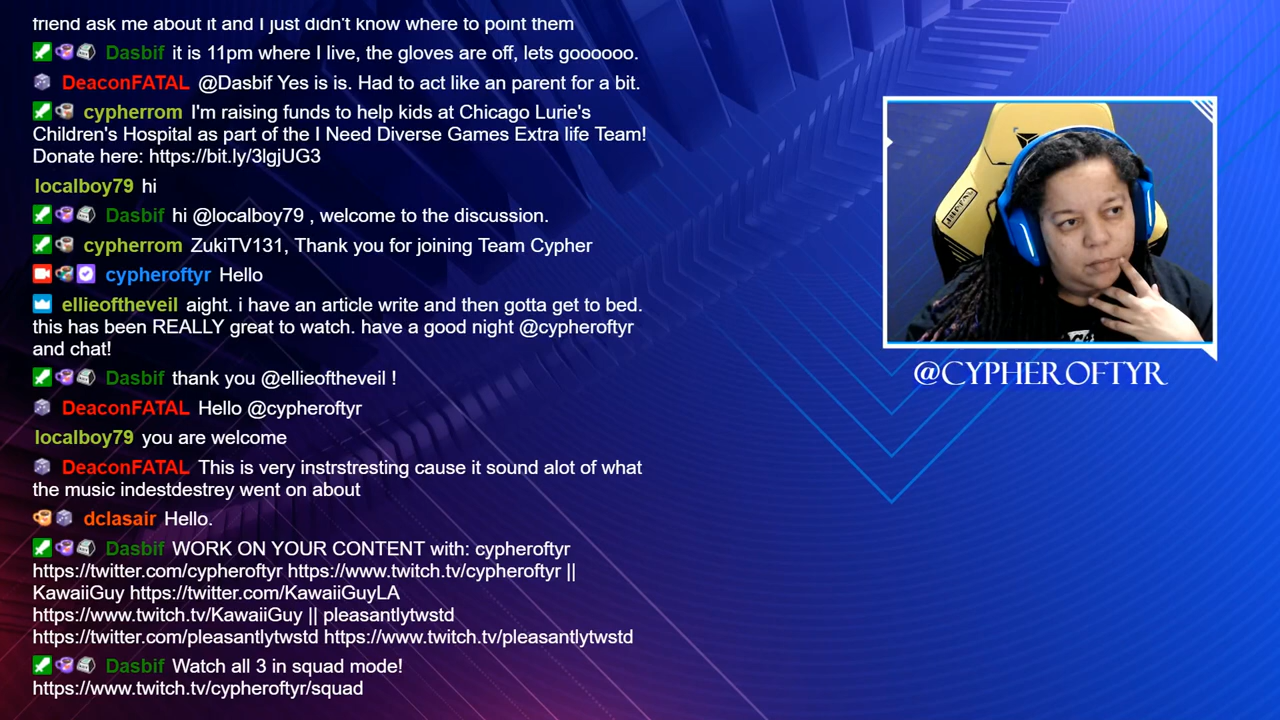 friend ask me about it and I just didn't know where to point them
Dasbif it is 11pm where I live, the gloves are off, lets goooooo.
DeaconFATAL @Dasbif Yes is is. Had to act like an parent for a bit.
cypherrom I'm raising funds to help kids at Chicago Lurie's
Children's Hospital as part of the I Need Diverse Games Extra life Team!
Donate here: https://bit.ly/3lgjUG3
localboy79 hi
Dasbif hi @localboy79 , welcome to the discussion.
cypherrom ZukiTV131, Thank you for joining Team Cypher
cypheroftyr Hello
ellieoftheveil aight. i have an article write and then gotta get to bed.
this has been REALLY great to watch. have a good night @cypheroftyr
and chat!
Dasbif thank you @ellieoftheveil !
DeaconFATAL Hello @cypheroftyr
localboy79 you are welcome
DeaconFATAL This is very instrstresting cause it sound alot of what
the music indestdestrey went on about
dclasair Hello.
Dasbif WORK ON YOUR CONTENT with: cypheroftyr
https://twitter.com/cypheroftyr https://www.twitch.tv/cypheroftyr ||
KawaiiGuy https://twitter.com/KawaiiGuyLA
https://www.twitch.tv/KawaiiGuy || pleasantlytwstd
https://twitter.com/pleasantlytwstd https://www.twitch.tv/pleasantlytwstd
Dasbif Watch all 3 in squad mode!
https://www.twitch.tv/cypheroftyr/squad
@CYPHEROFTYR